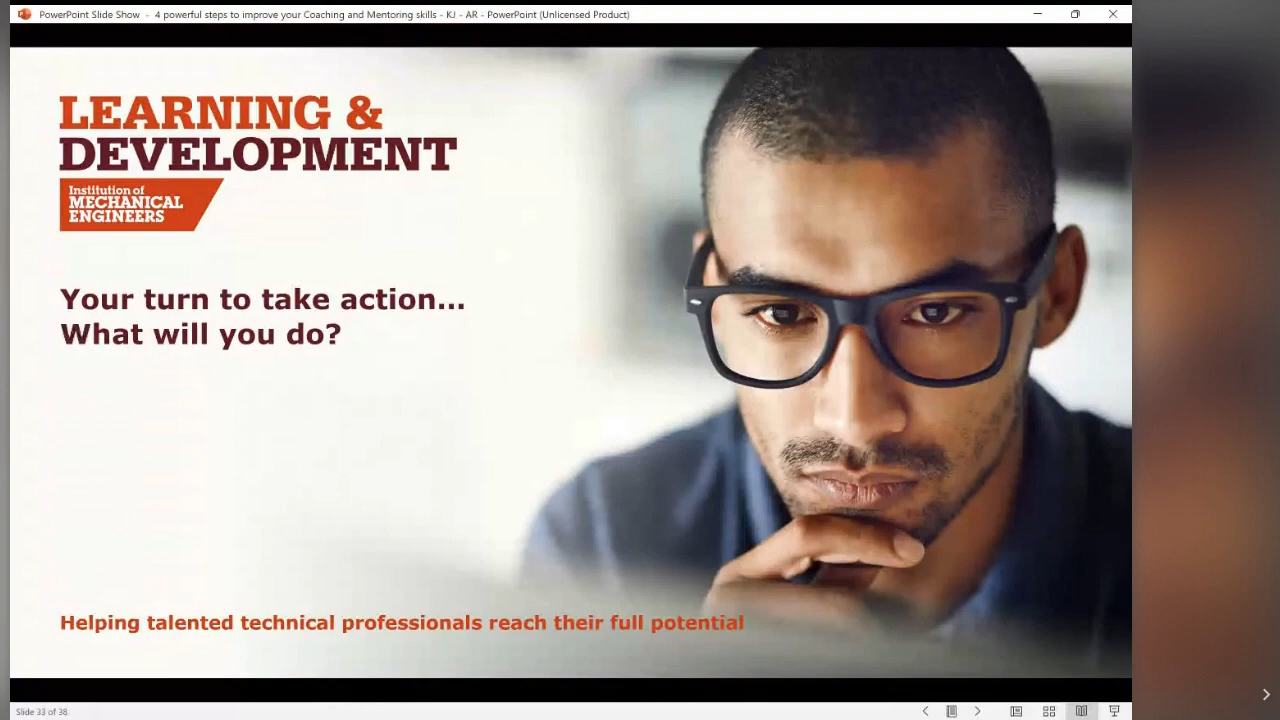 PowerPoint Slide Show - 4 powerful steps to improve your Coaching and Mentoring skills - KJ - AR - PowerPoint (Unlicensed Product)
LEARNING &
DEVELOPMENT
Institution of
MECHANICAL
ENGINEERS
Your turn to take action...
What will you do?
Helping talented technical professionals reach their full potential
Slide 33 of 38